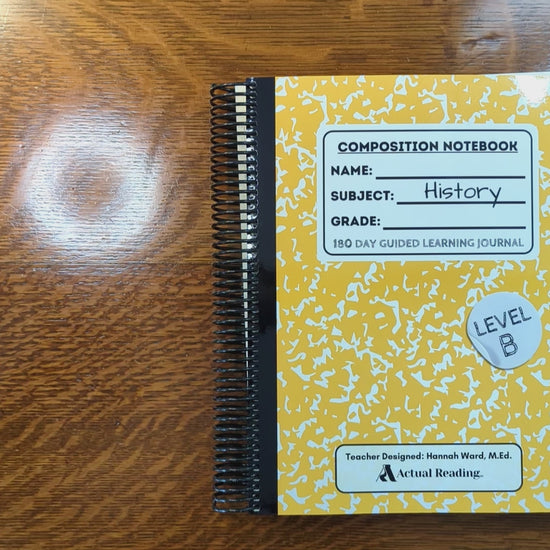 COMPOSITION NOTEBOOK
NAME:
SUBJECT: History
GRADE:
180 DAY GUIDED LEARNING JOURNAL
LEVEL
B
Teacher Designed: Hannah Ward, M.Ed.
Actual Reading